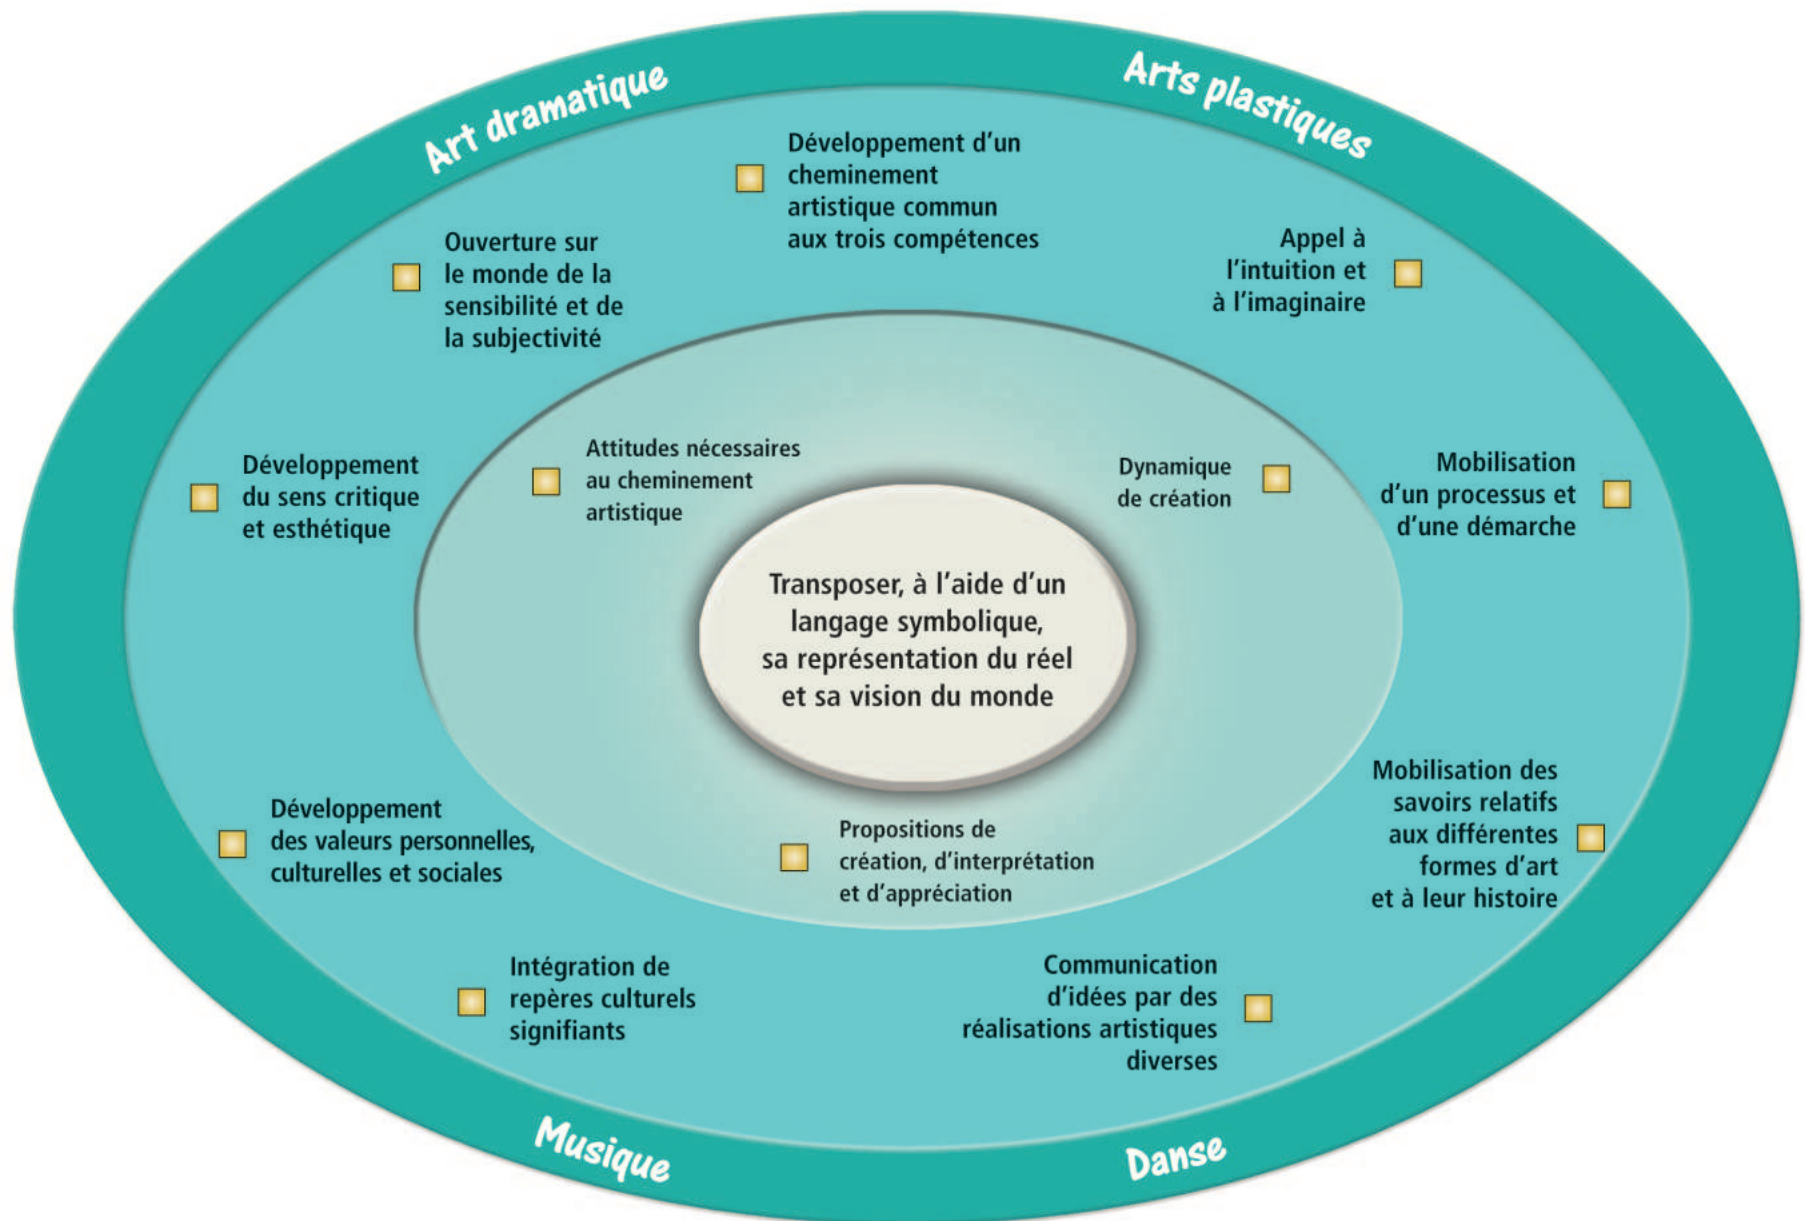 Art dramatique
Arts plastiques
Développement d'un
cheminement
artistique commun
aux trois compétences
Ouverture sur
le monde de la
sensibilité et de
la subjectivité
Appel à
l'intuition et
à l'imaginaire
Développement
du sens critique
et esthétique
Attitudes nécessaires
au cheminement
artistique
Dynamique
de création
Mobilisation
d'un processus et
d'une démarche
Transposer, à l'aide d'un
langage symbolique,
sa représentation du réel
et sa vision du monde
Développement
des valeurs personnelles,
culturelles et sociales
Propositions de
création, d'interprétation
et d'appréciation
Mobilisation des
savoirs relatifs
aux différentes
formes d'art
et à leur histoire
Intégration de
repères culturels
signifiants
Communication
d'idées par des
réalisations artistiques
diverses
Musique
Danse